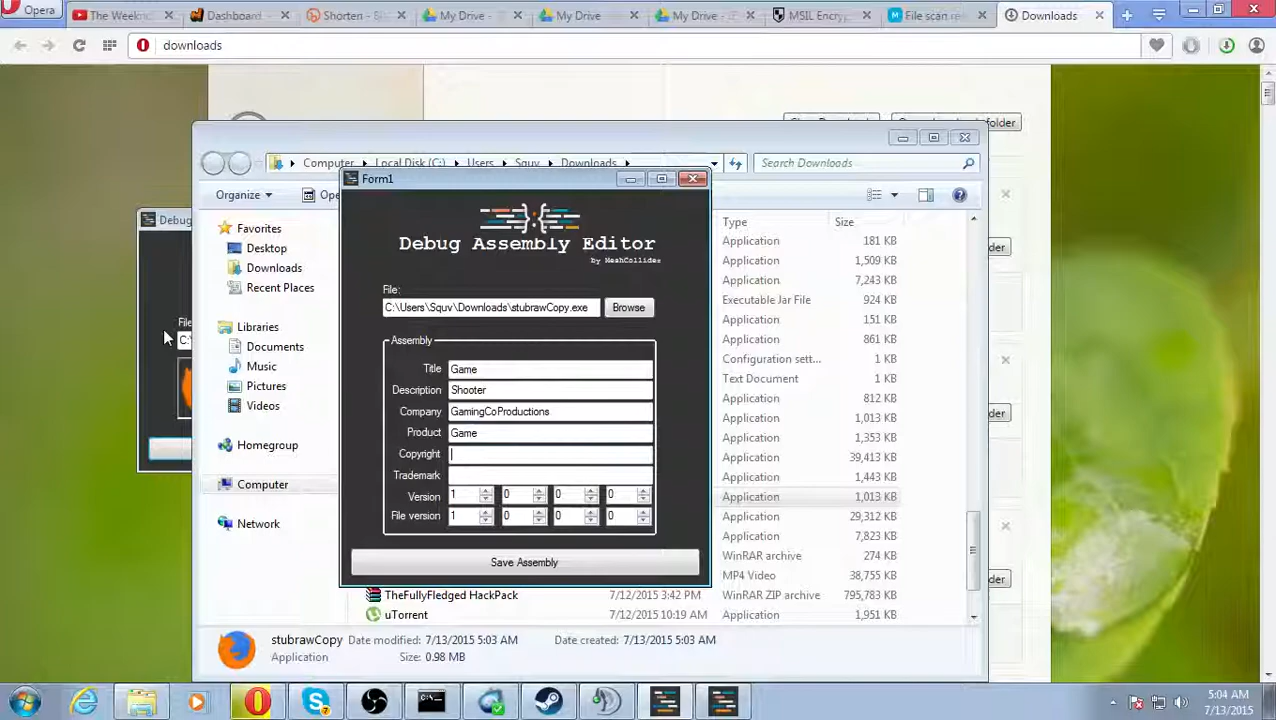 Opera
The Weekn
Dashboard
Shorten
My Drive
My Drive
My Drive
MSIL Encry
File scan re
Downloads
downloads
Computer
Local Disk (C:)
Users
Squv
Downloads
Search Downloads
Organize
Form1
Debug
Type
Size
Favorites
Desktop
Downloads
Recent Places
Libraries
Documents
Music
Pictures
Videos
Homegroup
Computer
Network
Debug Assembly Editor
by MeshCollides
File:
C:\Users\Squv\Downloads\stubrawCopy.exe
Browse
Assembly
Title
Game
Description
Shooter
Company
GamingCoProductions
Product
Game
Copyright
Trademark
Version
1
0
0
0
File version
1
0
0
0
Save Assembly
Application
181 KB
Application
1,509 KB
Application
7,243 KB
Executable Jar File
924 KB
Application
151 KB
Application
861 KB
Configuration sett...
1 KB
Text Document
1 KB
Application
812 KB
Application
1,013 KB
Application
1,353 KB
Application
39,413 KB
Application
1,443 KB
Application
1,013 KB
Application
29,312 KB
Application
7,823 KB
WinRAR archive
274 KB
MP4 Video
38,755 KB
TheFullyFledged HackPack
7/12/2015 3:42 PM
WinRAR ZIP archive
795,783 KB
uTorrent
7/12/2015 10:19 AM
Application
1,951 KB
stubrawCopy
Date modified: 7/13/2015 5:03 AM
Date created: 7/13/2015 5:03 AM
Application
Size: 0.98 MB
5:04 AM
7/13/2015